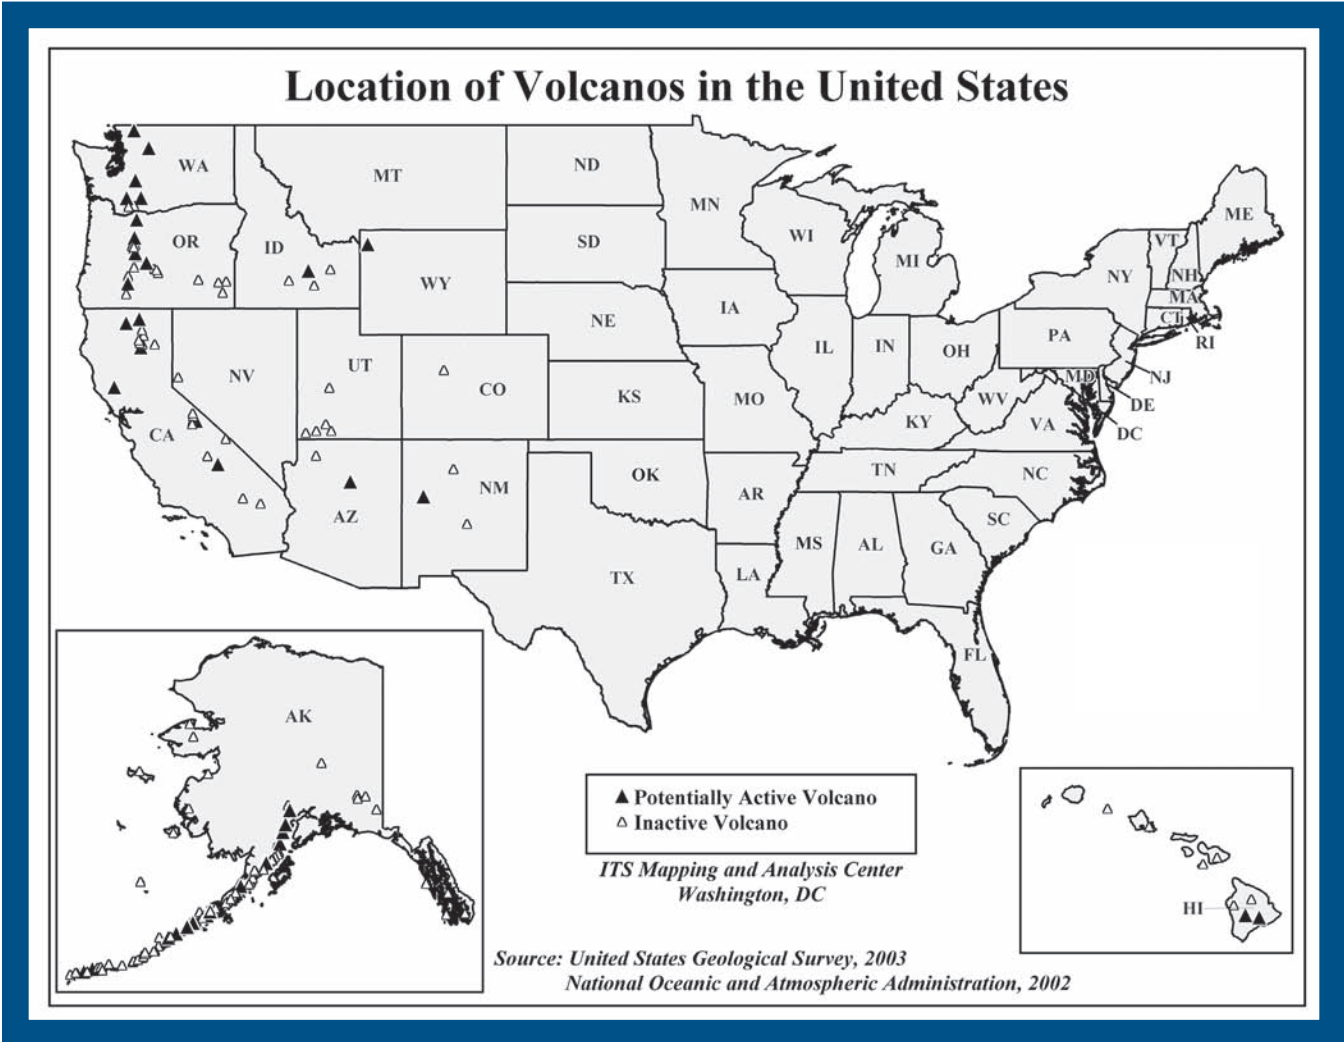 Location of Volcanos in the United States
WA
MT
ND
MN
ME
OR
ID
SD
WI
MI
VT
NH
NY
MA
CT
RI
WY
IA
NE
PA
IL
IN
OH
NJ
MD
DE
DC
NV
UT
CO
KS
MO
WV
VA
KY
CA
AZ
NM
OK
AR
TN
NC
SC
MS
AL
GA
TX
LA
FL
AK
HI
Potentially Active Volcano
Inactive Volcano
ITS Mapping and Analysis Center
Washington, DC
Source: United States Geological Survey, 2003
National Oceanic and Atmospheric Administration, 2002